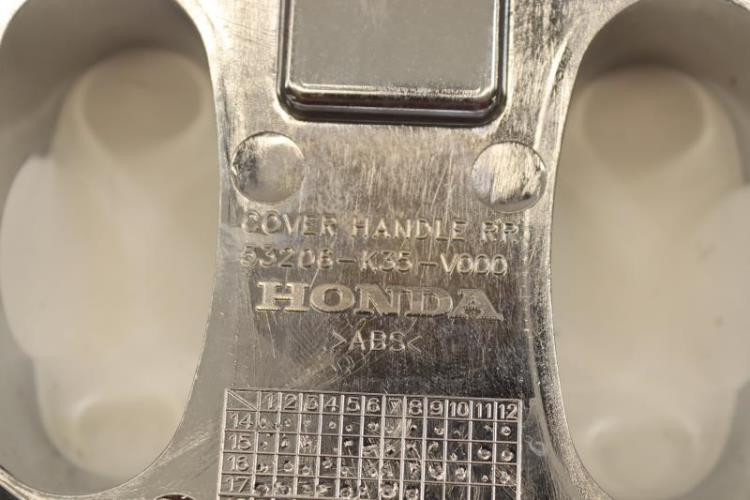 COVER HANDLE RR
53206-K35-V000
HONDA
>ABS<
1 2 3 4 5 6 7 8 9 10 11 12
14
15
16
17